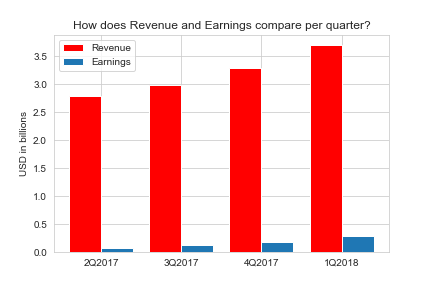 How does Revenue and Earnings compare per quarter?
Revenue
Earnings
USD in billions
3.5
3.0
2.5
2.0
1.5
1.0
0.5
0.0
2Q2017
3Q2017
4Q2017
1Q2018